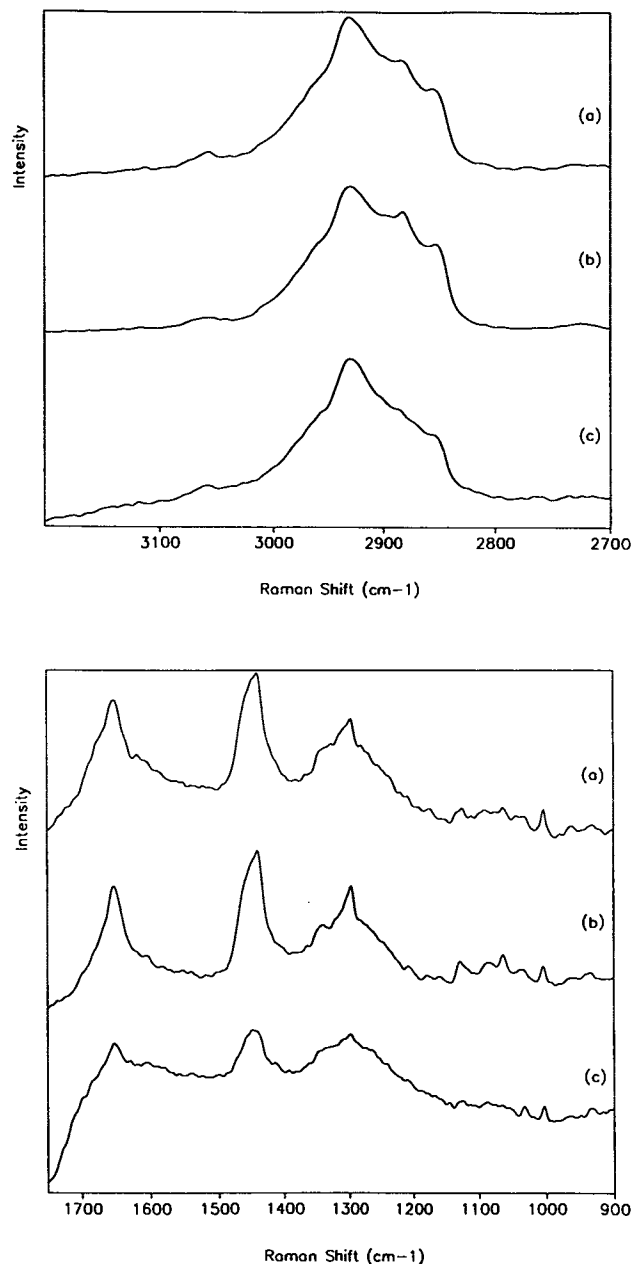 Intensity
(a)
(b)
(c)
3100 3000 2900 2800 2700
Raman Shift (cm-1)
Intensity
(a)
(b)
(c)
1700 1600 1500 1400 1300 1200 1100 1000 900
Raman Shift (cm-1)